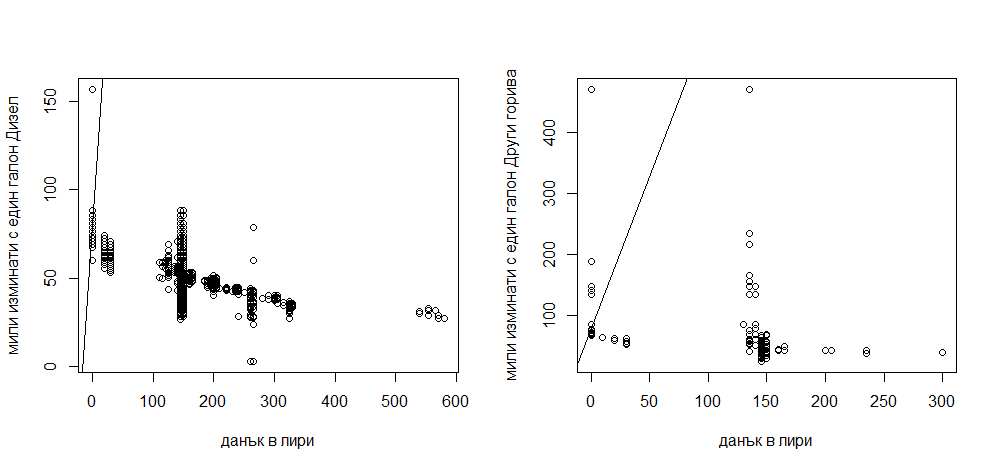 мили изминати с един галон Дизел
150
100
50
0
0 100 200 300 400 500 600
данък в лири
мили изминати с един галон Други горива
400
300
200
100
0 50 100 150 200 250 300
данък в лири